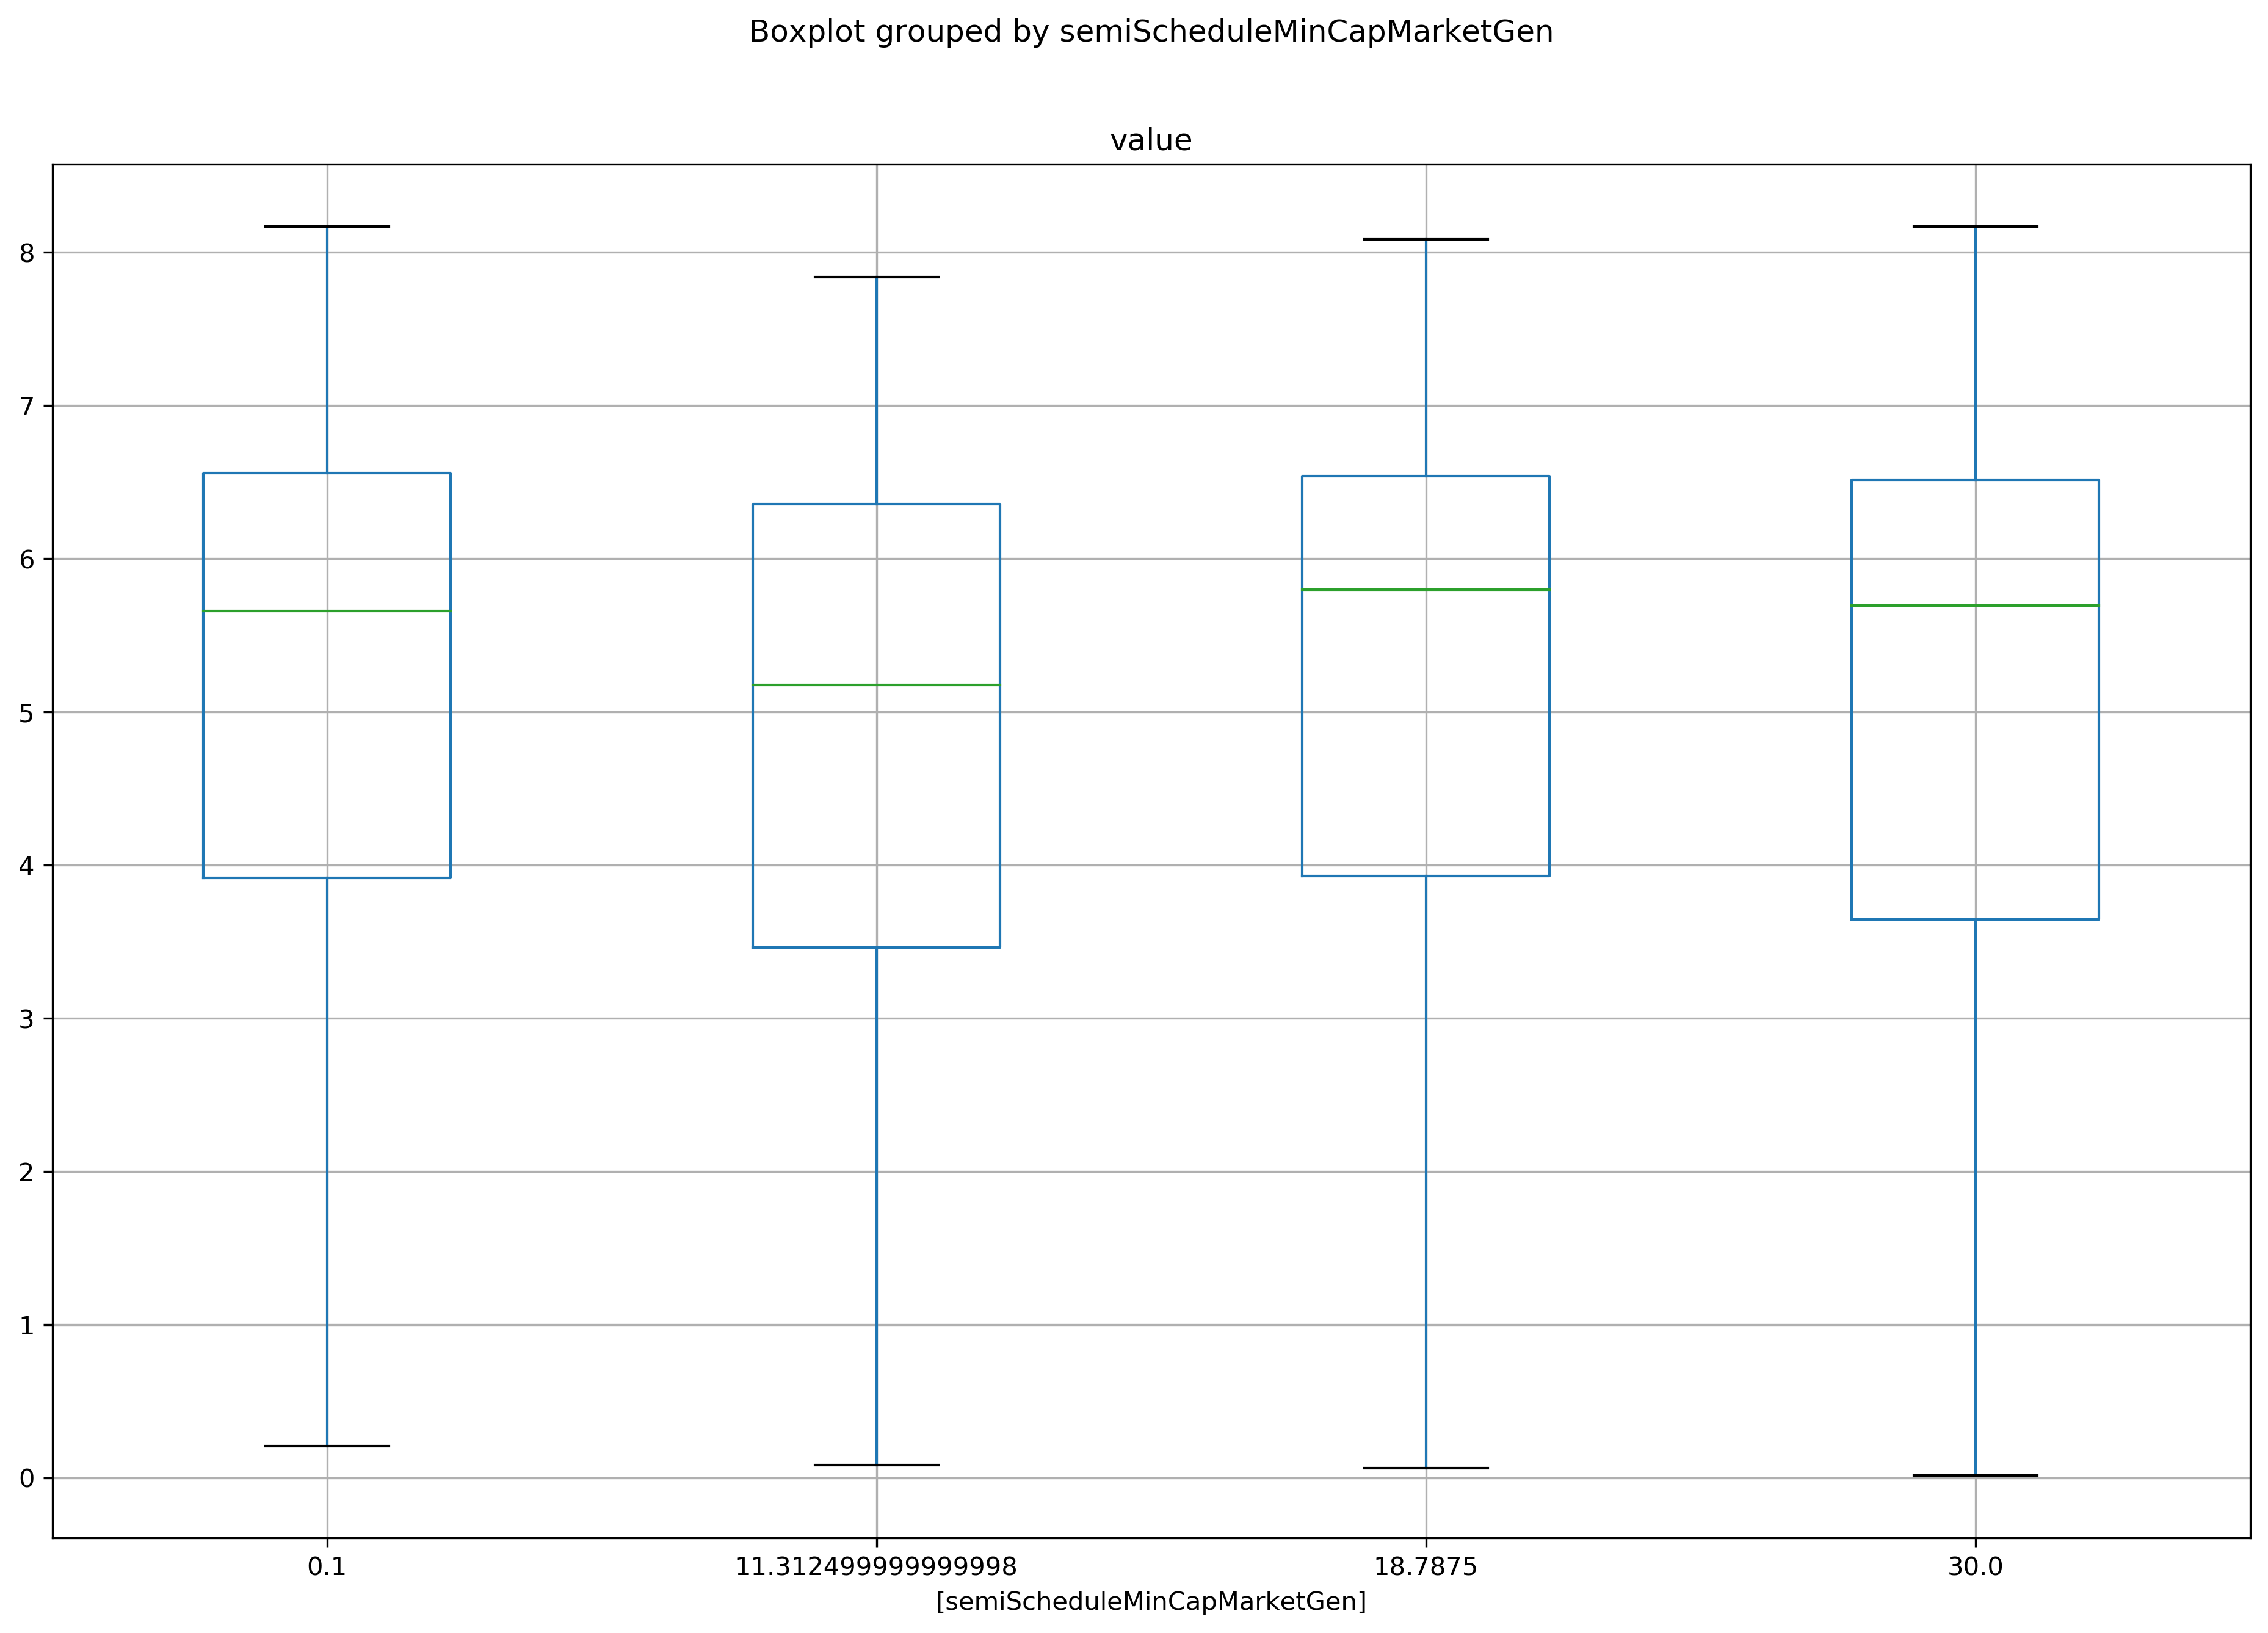 Boxplot grouped by semiScheduleMinCapMarketGen
value
8
7
6
5
4
3
2
1
0
0.1 11.312499999999998 18.7875 30.0
[semiScheduleMinCapMarketGen]